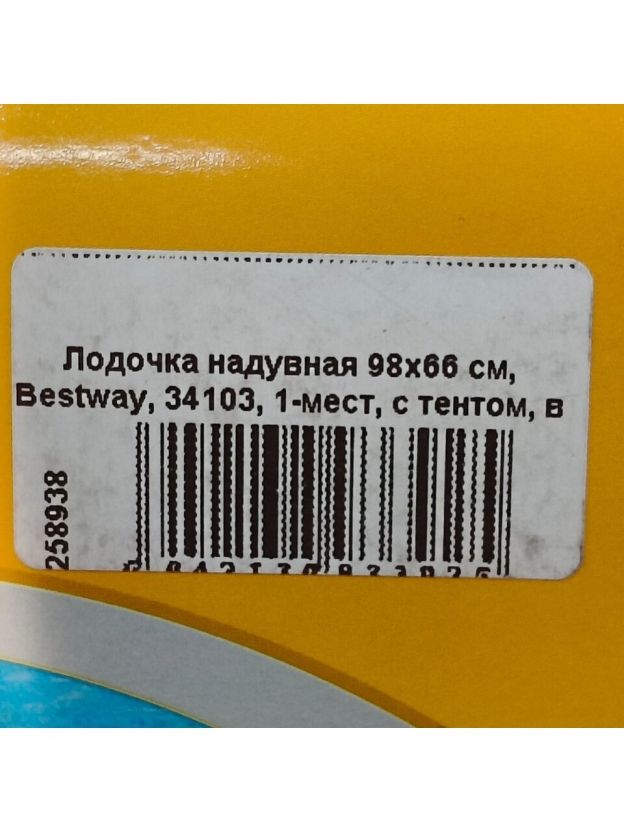 Лодочка надувная 98х66 см,
Bestway, 34103, 1-мест, с тентом, в
258938